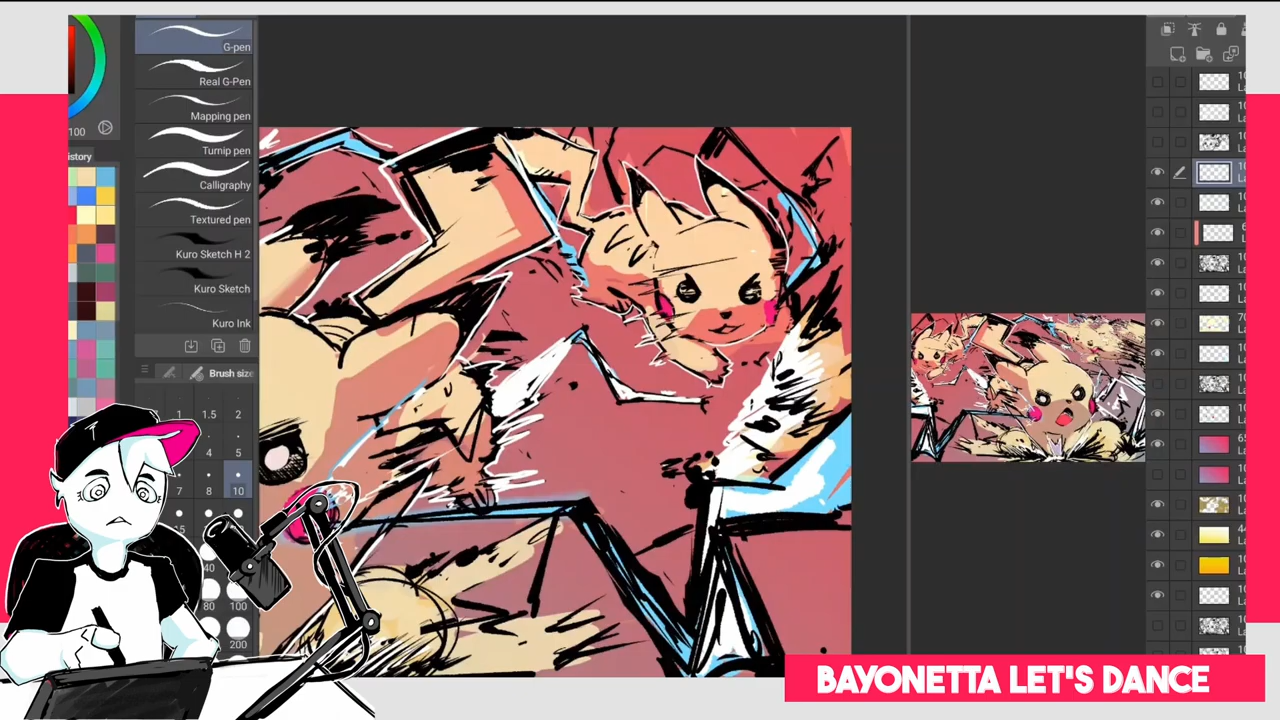 G-pen
Real G-Pen
100
Mapping pen
Turnip pen
istory
Calligraphy
Textured pen
Kuro Sketch H 2
Kuro Sketch
Kuro Ink
Brush size
1 1.5 2
4 5
7 8 10
15
40
80 100
200
BAYONETTA LET'S DANCE